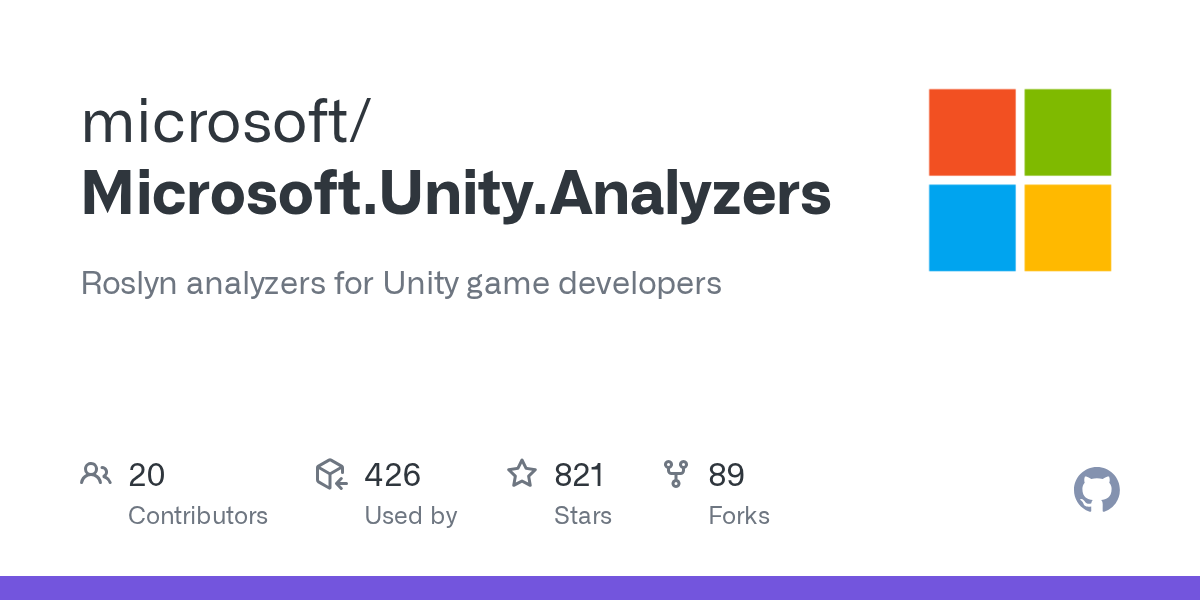 microsoft/
Microsoft.Unity.Analyzers
Roslyn analyzers for Unity game developers
20
Contributors
426
Used by
821
Stars
89
Forks